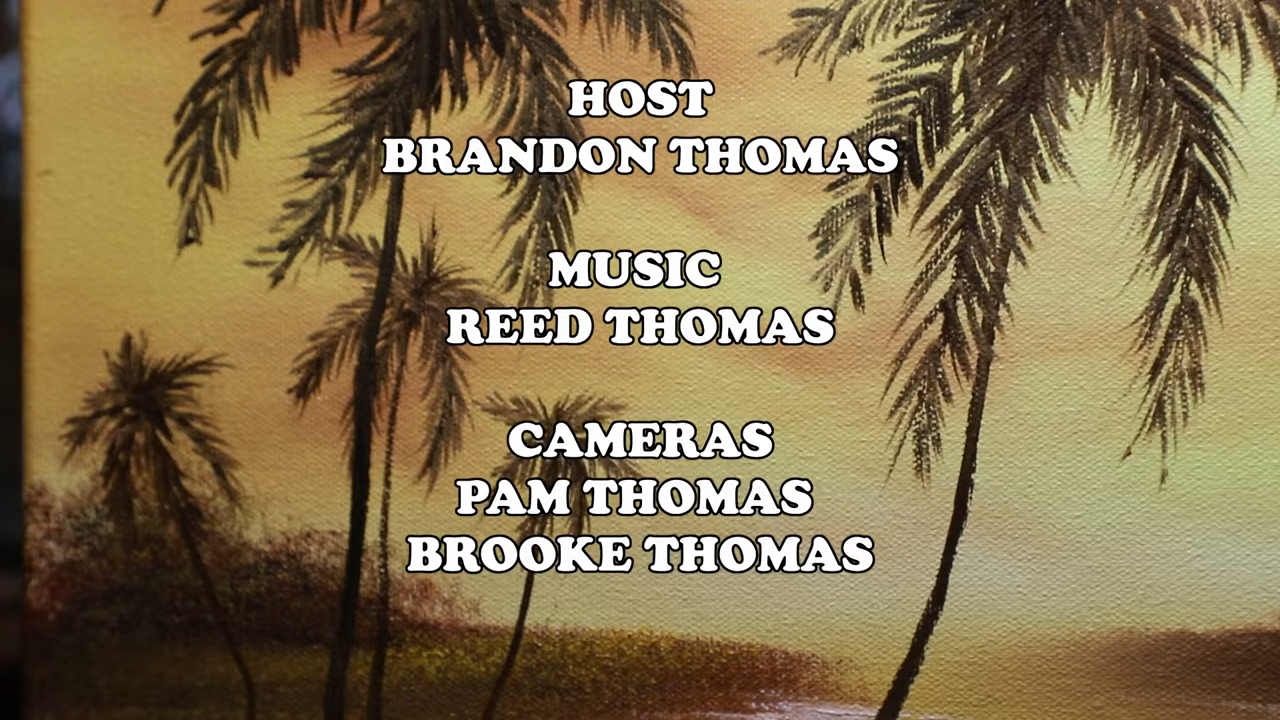 HOST
BRANDON THOMAS
MUSIC
REED THOMAS
CAMERAS
PAM THOMAS
BROOKE THOMAS